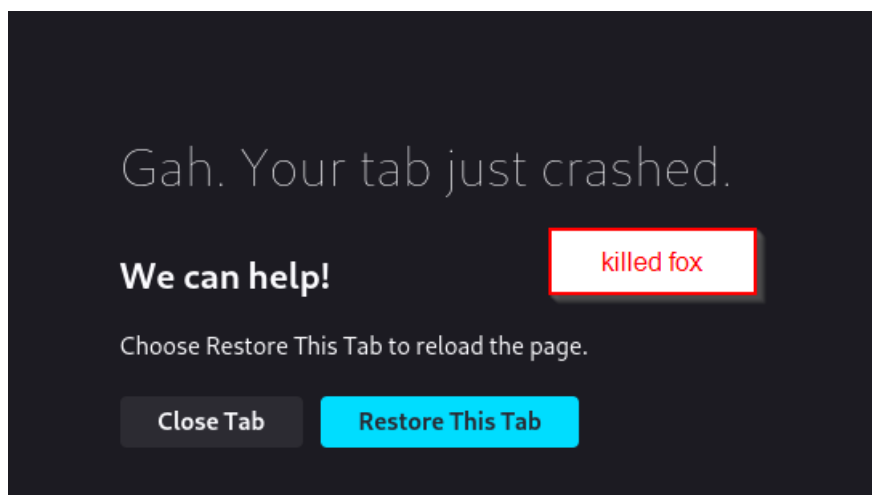 Gah. Your tab just crashed.
killed fox
We can help!
Choose Restore This Tab to reload the page.
Close Tab
Restore This Tab